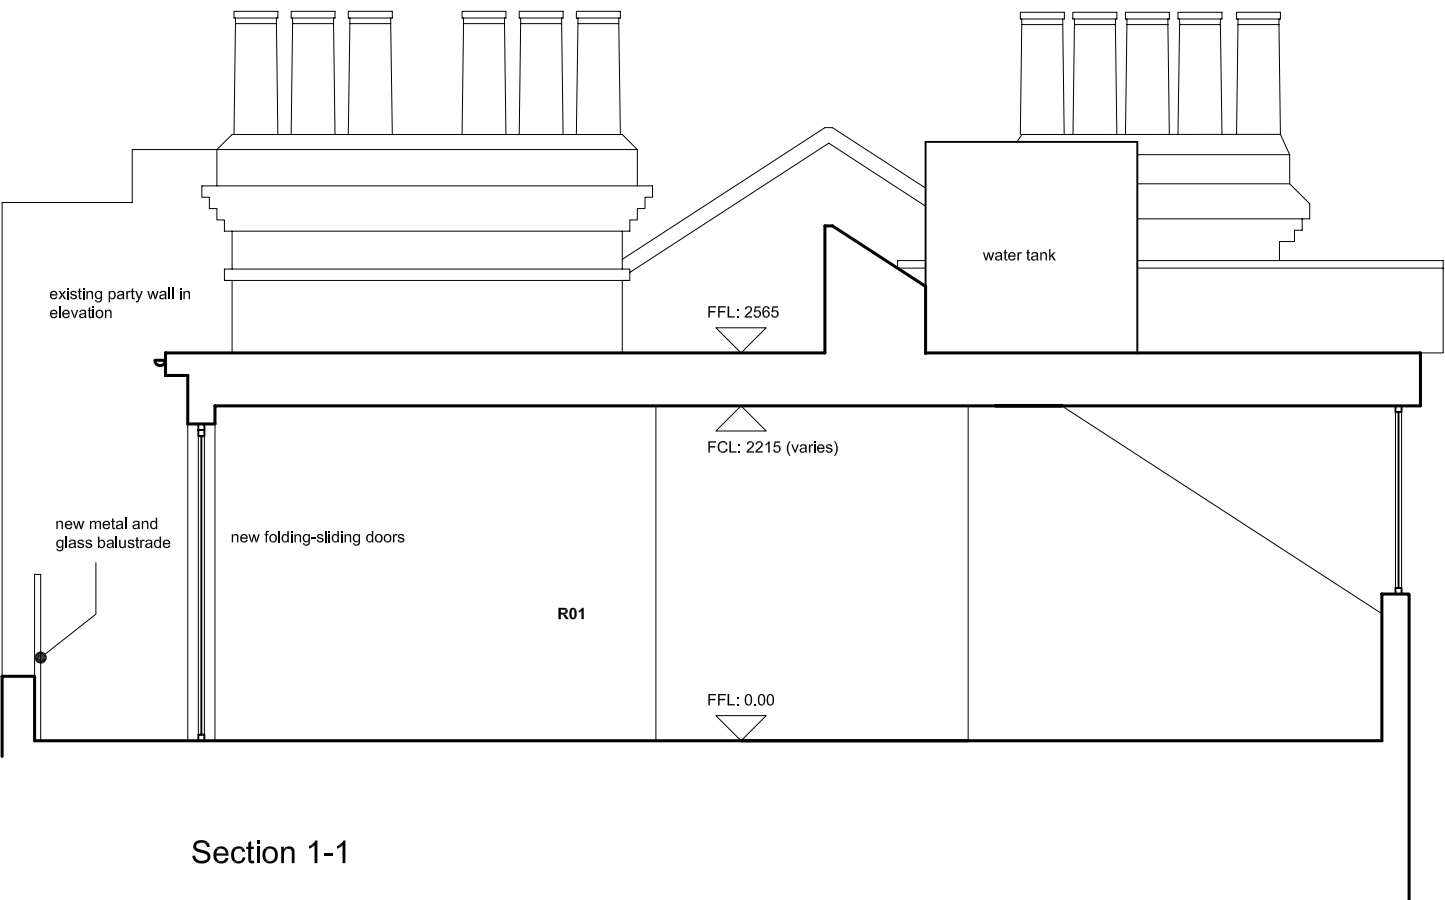 water tank
existing party wall in
elevation
FFL: 2565
FCL: 2215 (varies)
new metal and
glass balustrade
new folding-sliding doors
R01
FFL: 0.00
Section 1-1